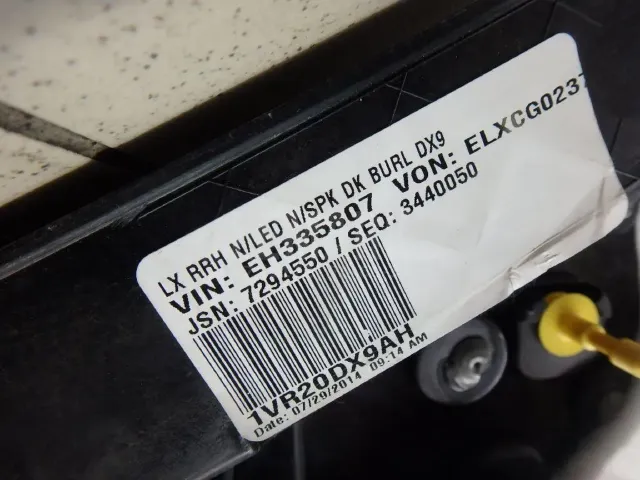 LX RRH N/LED N/SPK DK BURL DX9
VIN: EH335807 VON: ELXCG0237
JSN: 7294550 / SEQ: 3440050
1VR20DX9AH
Date: 07/29/2014 09:14 AM